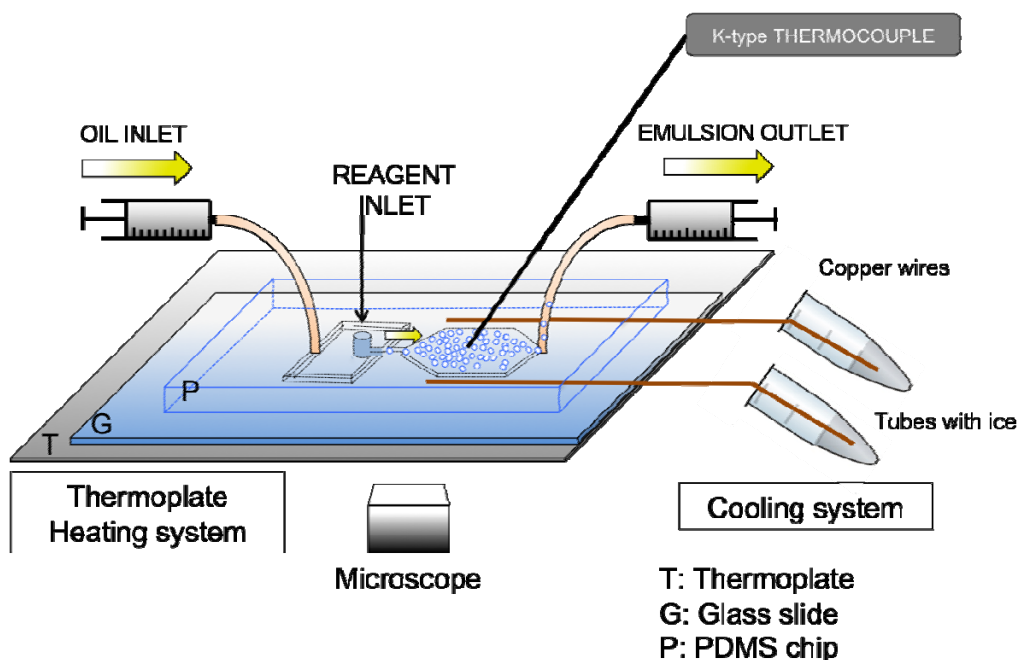 K-type THERMOCOUPLE
OIL INLET
EMULSION OUTLET
REAGENT
INLET
Copper wires
P
G
T
Tubes with ice
Thermoplate
Heating system
Cooling system
Microscope
T: Thermoplate
G: Glass slide
P: PDMS chip